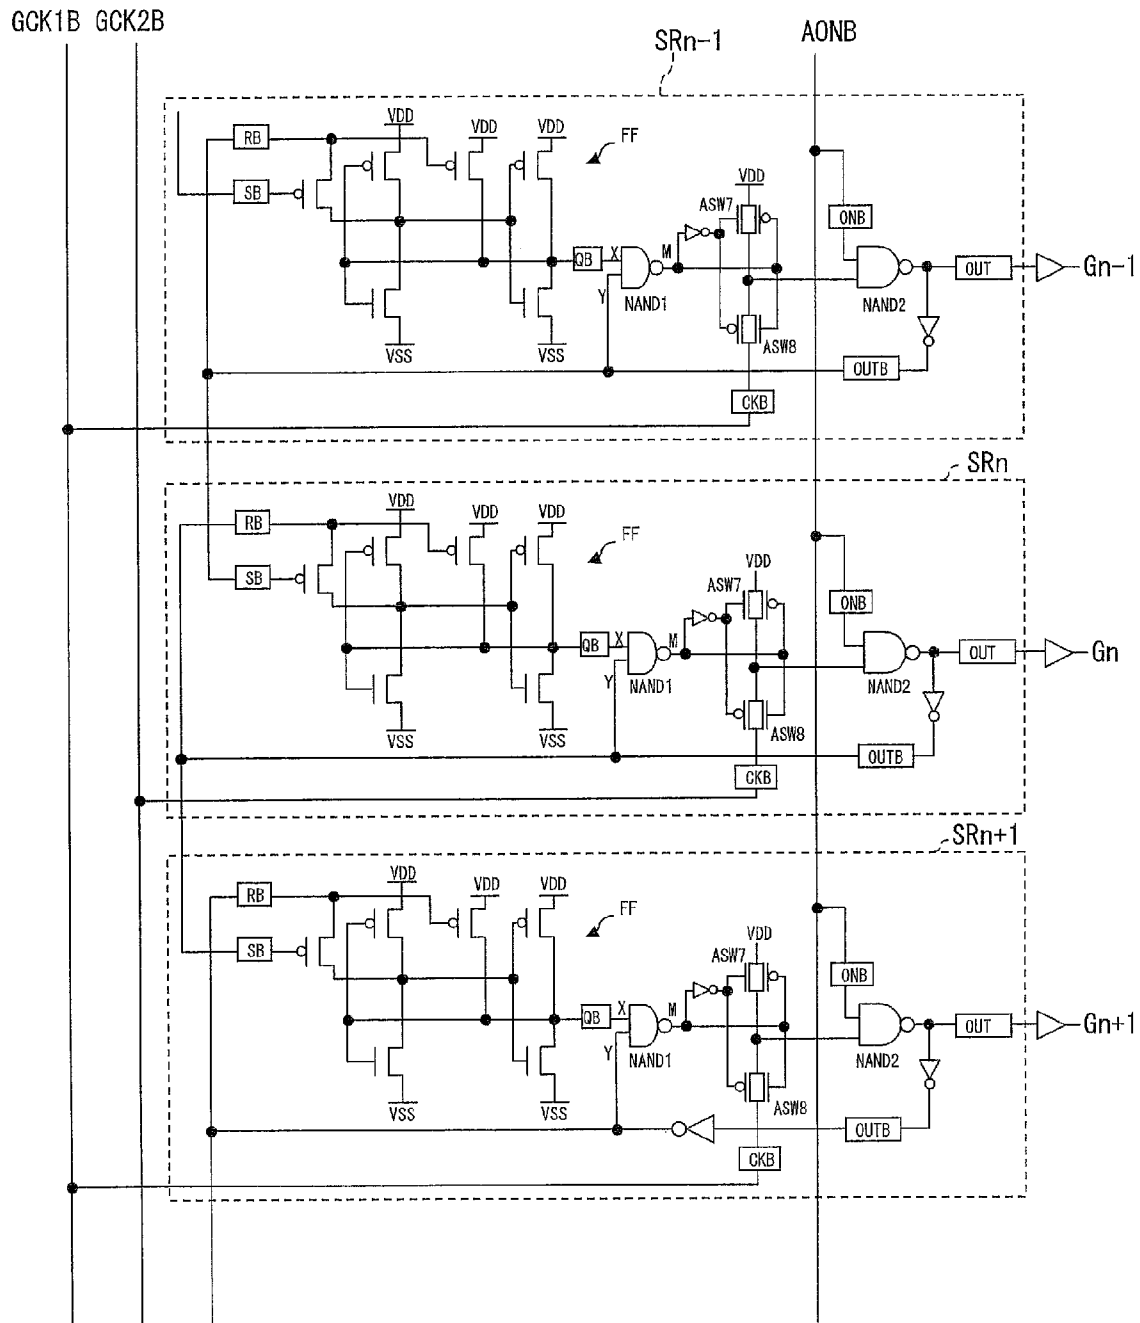 GCK1B GCK2B
AONB
SRn-1
VDD
VDD
VDD
RB
FF
SB
VDD
ASW7
ONB
QB
X
M
Y
NAND1
NAND2
OUT
Gn-1
ASW8
VSS
VSS
OUTB
CKB
SRn
VDD
VDD
VDD
RB
FF
SB
VDD
ASW7
ONB
QB
X
M
Y
NAND1
NAND2
OUT
Gn
ASW8
VSS
VSS
OUTB
CKB
SRn+1
VDD
VDD
VDD
RB
FF
SB
VDD
ASW7
ONB
QB
X
M
Y
NAND1
NAND2
OUT
Gn+1
ASW8
VSS
VSS
OUTB
CKB